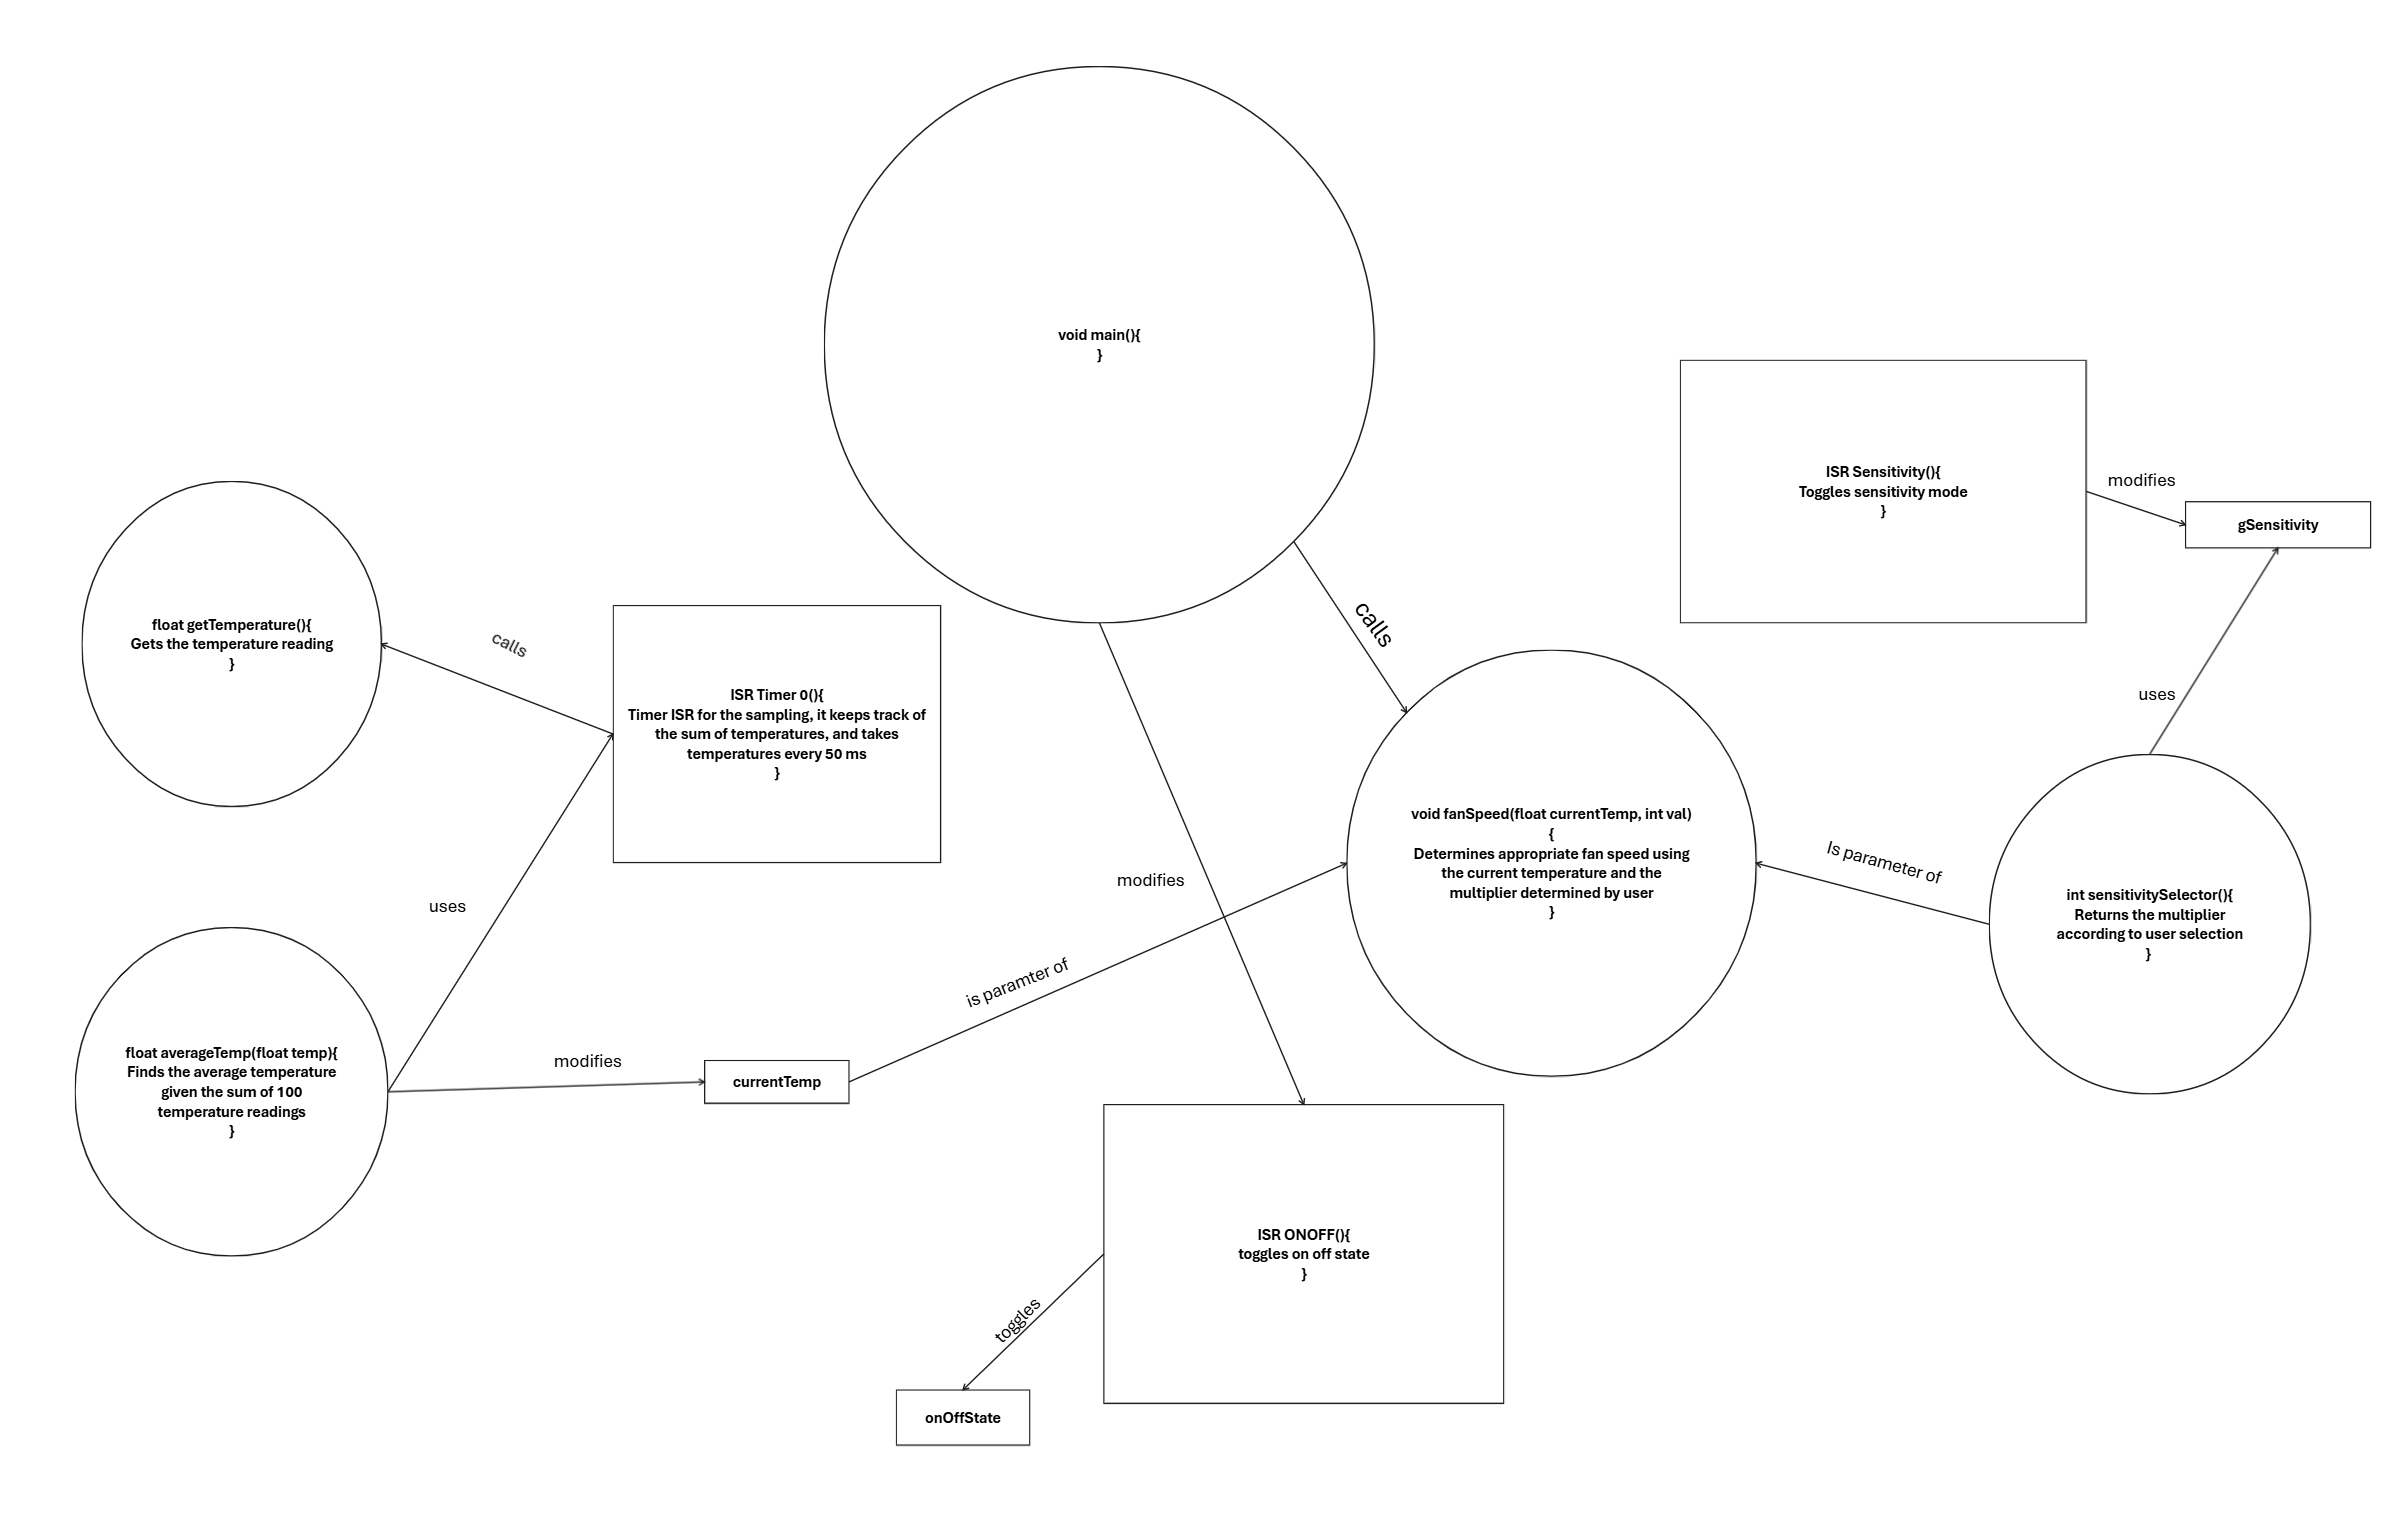 void main(){
}
ISR Sensitivity(){
Toggles sensitivity mode
}
modifies
gSensitivity
float getTemperature(){
Gets the temperature reading
}
calls
ISR Timer 0(){
Timer ISR for the sampling, it keeps track of
the sum of temperatures, and takes
temperatures every 50 ms
}
calls
uses
void fanSpeed(float currentTemp, int val)
{
Determines appropriate fan speed using
the current temperature and the
multiplier determined by user
}
Is parameter of
int sensitivitySelector(){
Returns the multiplier
according to user selection
}
uses
modifies
is paramter of
float averageTemp(float temp){
Finds the average temperature
given the sum of 100
temperature readings
}
modifies
currentTemp
ISR ONOFF(){
toggles on off state
}
toggles
onOffState